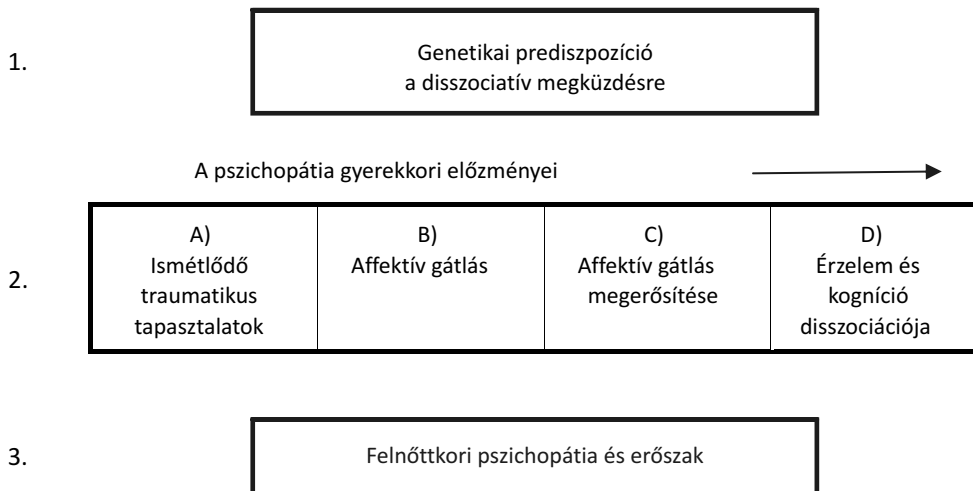 1.
Genetikai prediszpozíció
a disszociatív megküzdésre
A pszichopátia gyerekkori előzményei
2.
A)
Ismétlődő
traumatikus
tapasztalatok
B)
Affektív gátlás
C)
Affektív gátlás
megerősítése
D)
Érzelem és
kogníció
disszociációja
3.
Felnőttkori pszichopátia és erőszak